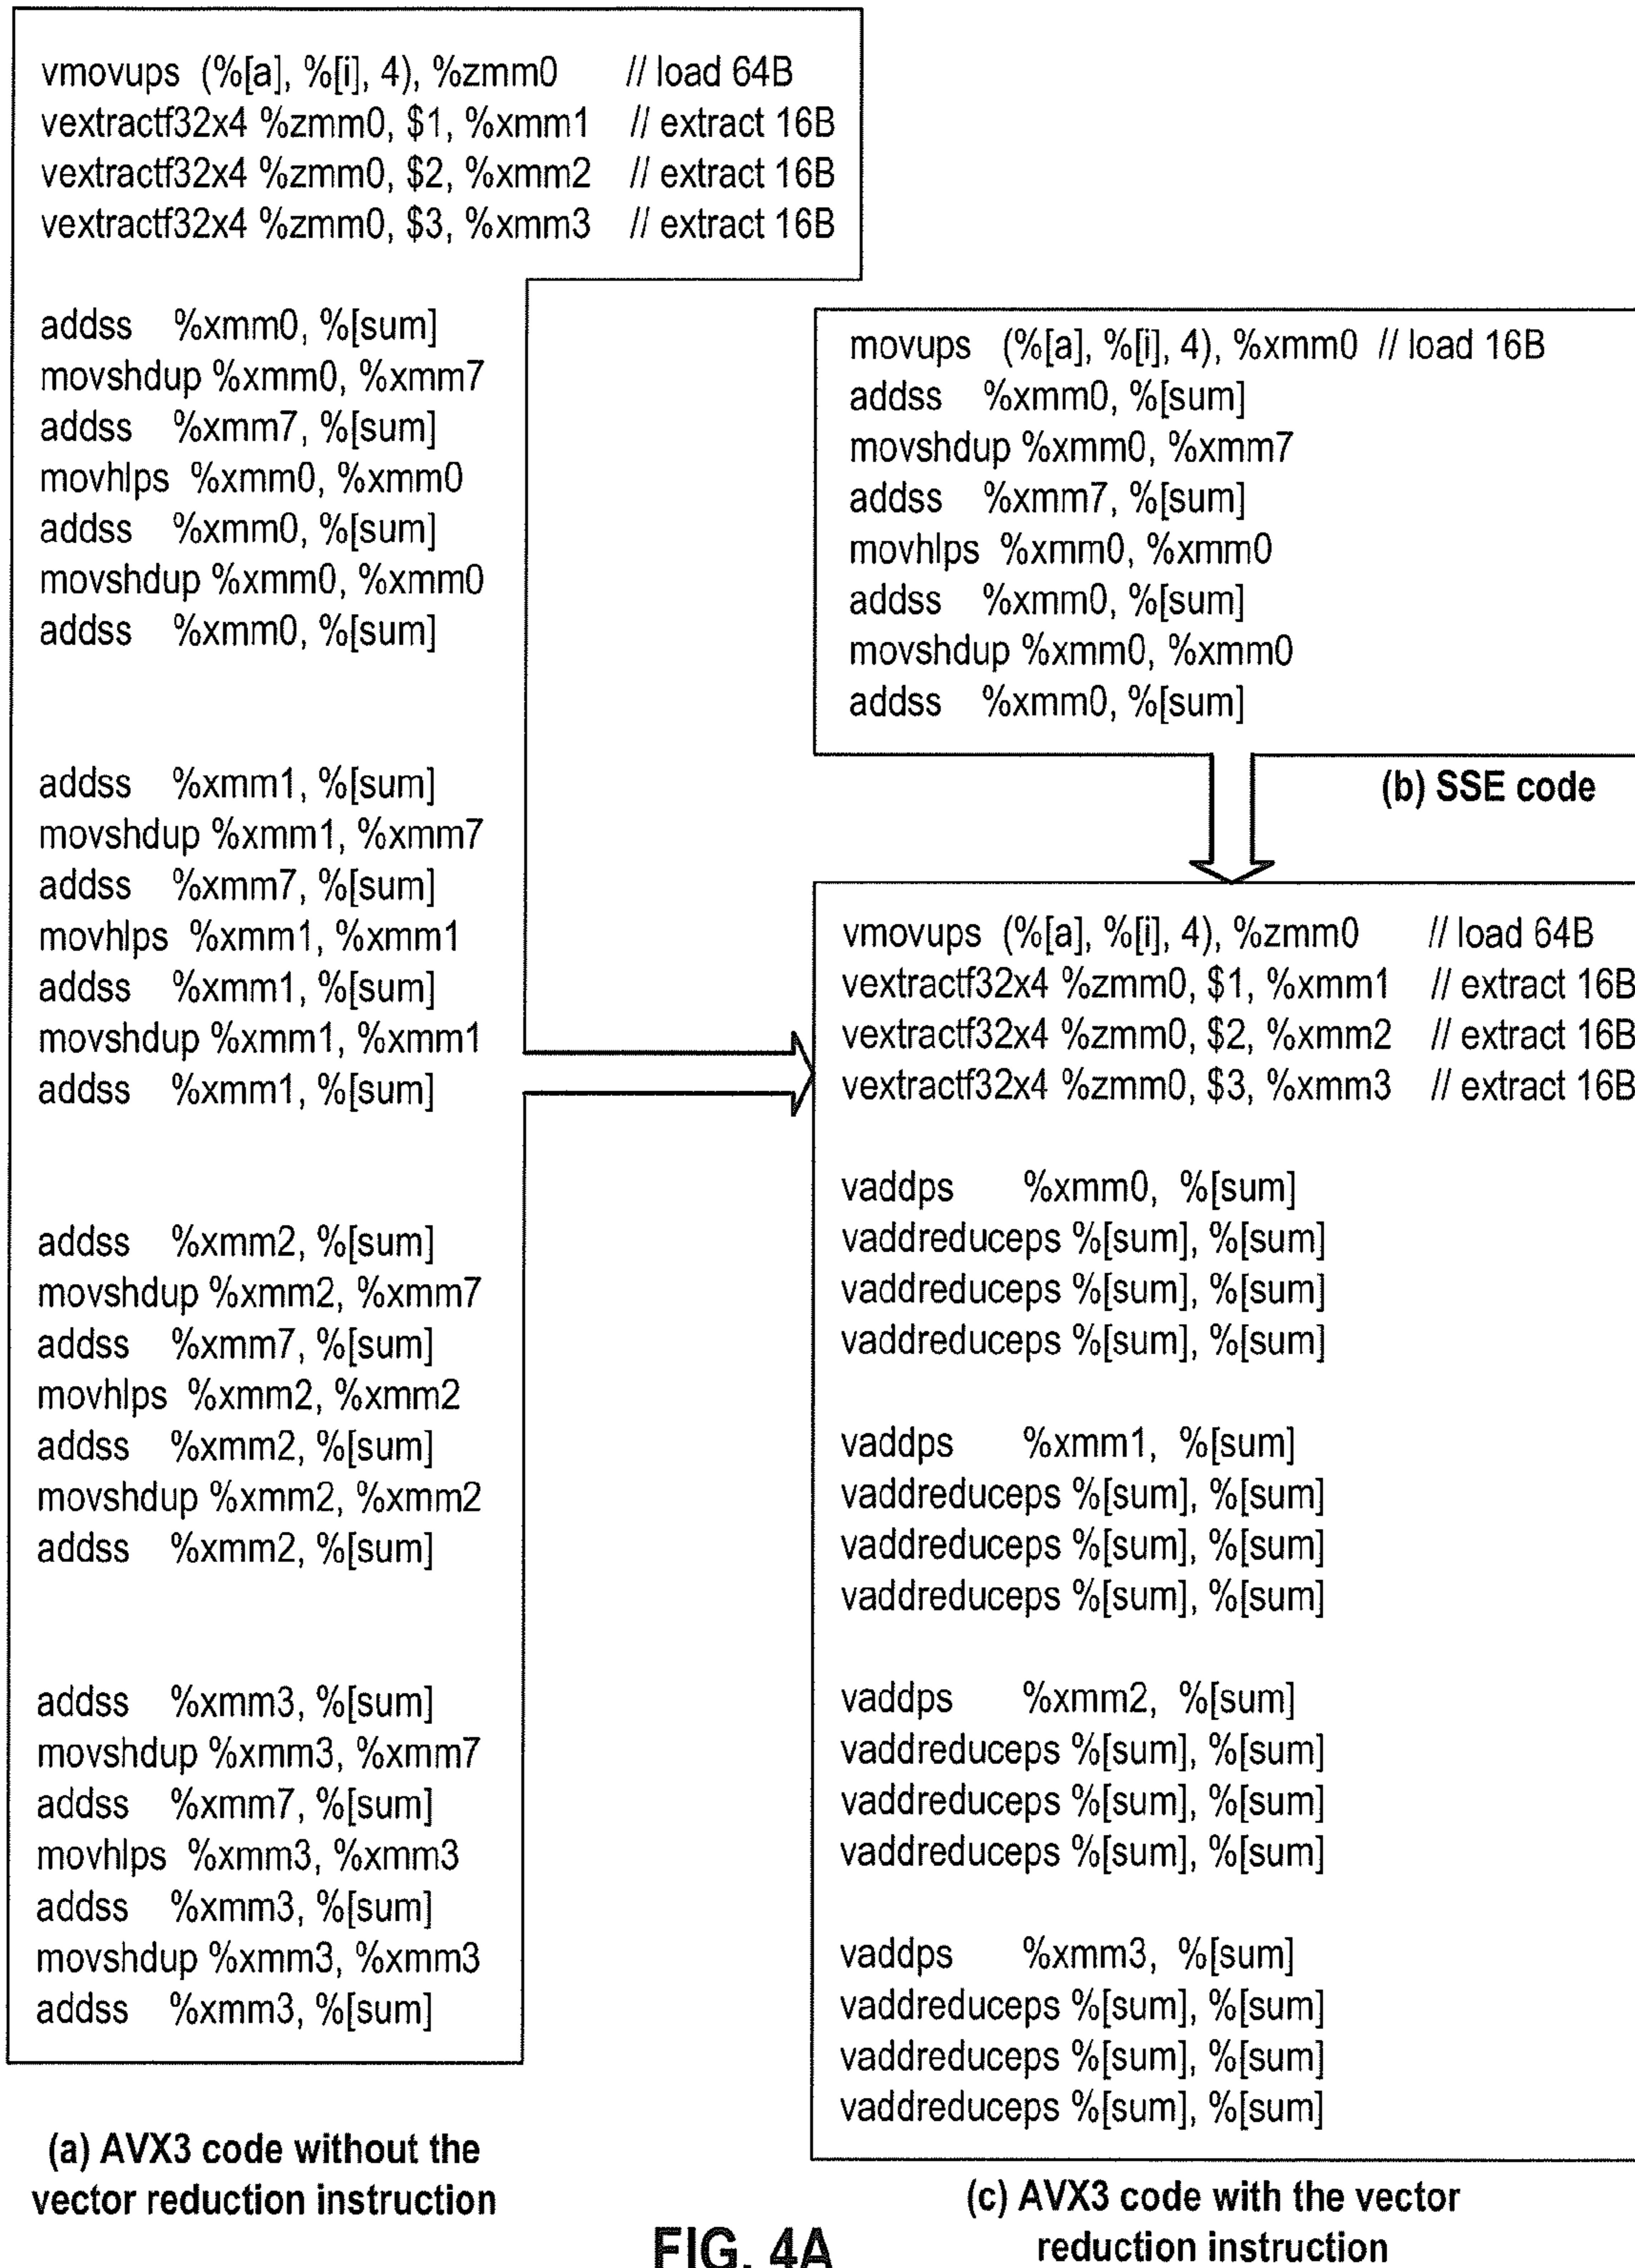 vmovups (%[a], %[i], 4), %zmm0 // load 64B
vextractf32x4 %zmm0, $1, %xmm1 // extract 16B
vextractf32x4 %zmm0, $2, %xmm2 // extract 16B
vextractf32x4 %zmm0, $3, %xmm3 // extract 16B
addss %xmm0, %[sum]
movshdup %xmm0, %xmm7
addss %xmm7, %[sum]
movhlps %xmm0, %xmm0
addss %xmm0, %[sum]
movshdup %xmm0, %xmm0
addss %xmm0, %[sum]
addss %xmm1, %[sum]
movshdup %xmm1, %xmm7
addss %xmm7, %[sum]
movhlps %xmm1, %xmm1
addss %xmm1, %[sum]
movshdup %xmm1, %xmm1
addss %xmm1, %[sum]
addss %xmm2, %[sum]
movshdup %xmm2, %xmm7
addss %xmm7, %[sum]
movhlps %xmm2, %xmm2
addss %xmm2, %[sum]
movshdup %xmm2, %xmm2
addss %xmm2, %[sum]
addss %xmm3, %[sum]
movshdup %xmm3, %xmm7
addss %xmm7, %[sum]
movhlps %xmm3, %xmm3
addss %xmm3, %[sum]
movshdup %xmm3, %xmm3
addss %xmm3, %[sum]
(a) AVX3 code without the
vector reduction instruction
movups (%[a], %[i], 4), %xmm0 // load 16B
addss %xmm0, %[sum]
movshdup %xmm0, %xmm7
addss %xmm7, %[sum]
movhlps %xmm0, %xmm0
addss %xmm0, %[sum]
movshdup %xmm0, %xmm0
addss %xmm0, %[sum]
(b) SSE code
vmovups (%[a], %[i], 4), %zmm0 // load 64B
vextractf32x4 %zmm0, $1, %xmm1 // extract 16B
vextractf32x4 %zmm0, $2, %xmm2 // extract 16B
vextractf32x4 %zmm0, $3, %xmm3 // extract 16B
vaddps %xmm0, %[sum]
vaddreduceps %[sum], %[sum]
vaddreduceps %[sum], %[sum]
vaddreduceps %[sum], %[sum]
vaddps %xmm1, %[sum]
vaddreduceps %[sum], %[sum]
vaddreduceps %[sum], %[sum]
vaddreduceps %[sum], %[sum]
vaddps %xmm2, %[sum]
vaddreduceps %[sum], %[sum]
vaddreduceps %[sum], %[sum]
vaddreduceps %[sum], %[sum]
vaddps %xmm3, %[sum]
vaddreduceps %[sum], %[sum]
vaddreduceps %[sum], %[sum]
vaddreduceps %[sum], %[sum]
(c) AVX3 code with the vector
reduction instruction
FIG. 4A